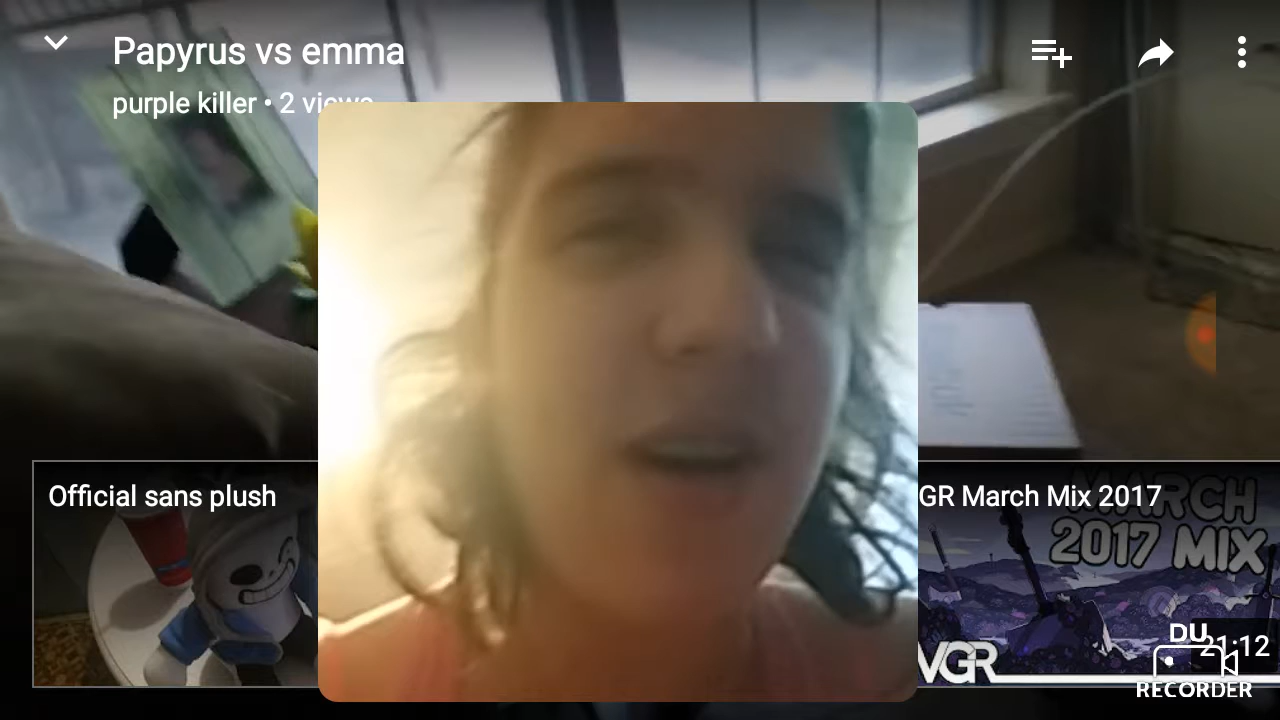 Papyrus vs emma
purple killer • 2 views
Official sans plush
GR March Mix 2017
MARCH
2017 MIX
VGR
21:12
DU
RECORDER